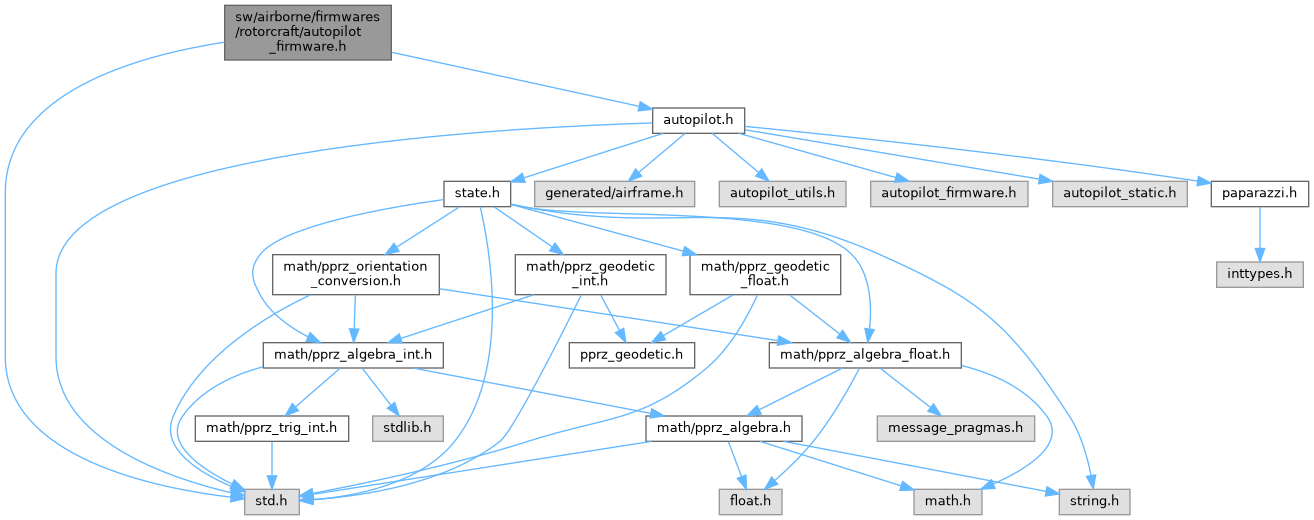 sw/airborne/firmwares
/rotorcraft/autopilot
_firmware.h
autopilot.h
state.h
generated/airframe.h
autopilot_utils.h
autopilot_firmware.h
autopilot_static.h
paparazzi.h
math/pprz_orientation
_conversion.h
math/pprz_geodetic
_int.h
math/pprz_geodetic
_float.h
inttypes.h
math/pprz_algebra_int.h
pprz_geodetic.h
math/pprz_algebra_float.h
math/pprz_trig_int.h
stdlib.h
math/pprz_algebra.h
message_pragmas.h
std.h
float.h
math.h
string.h